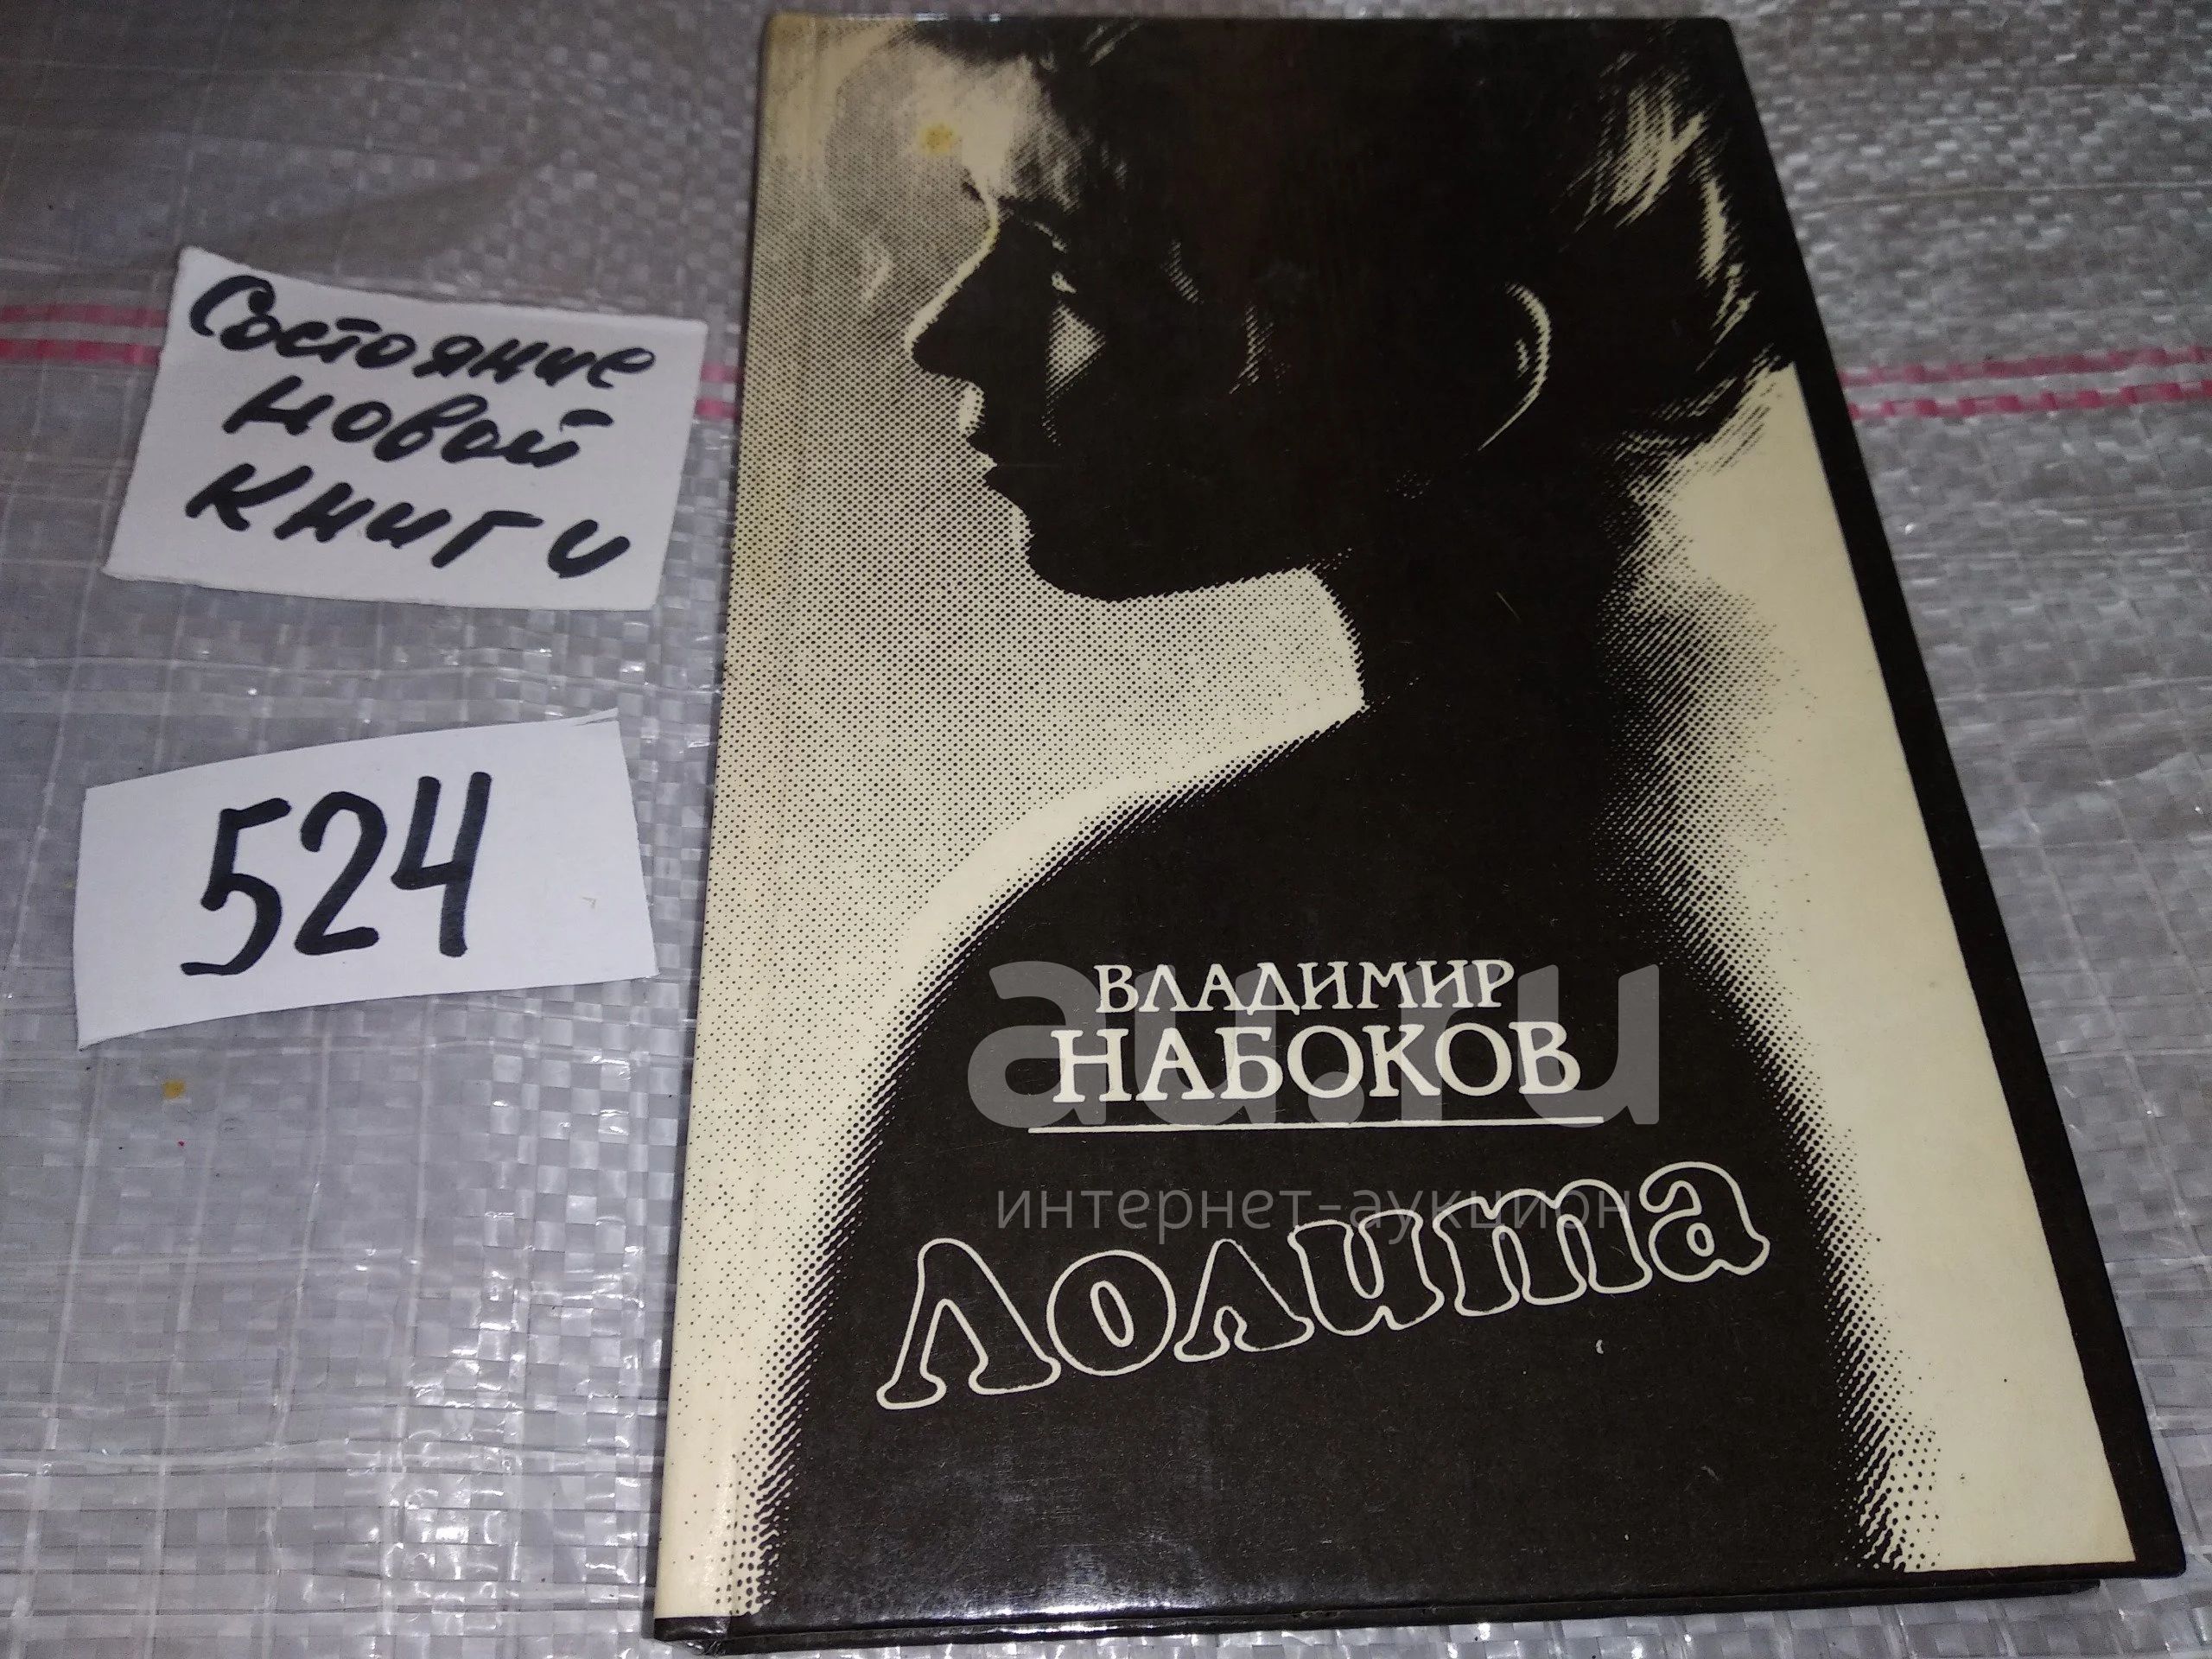 Состояние
новой
книги
524
ВЛАДИМИР
НАБОКОВ
au.ru
интернет-аукцион
Лолита